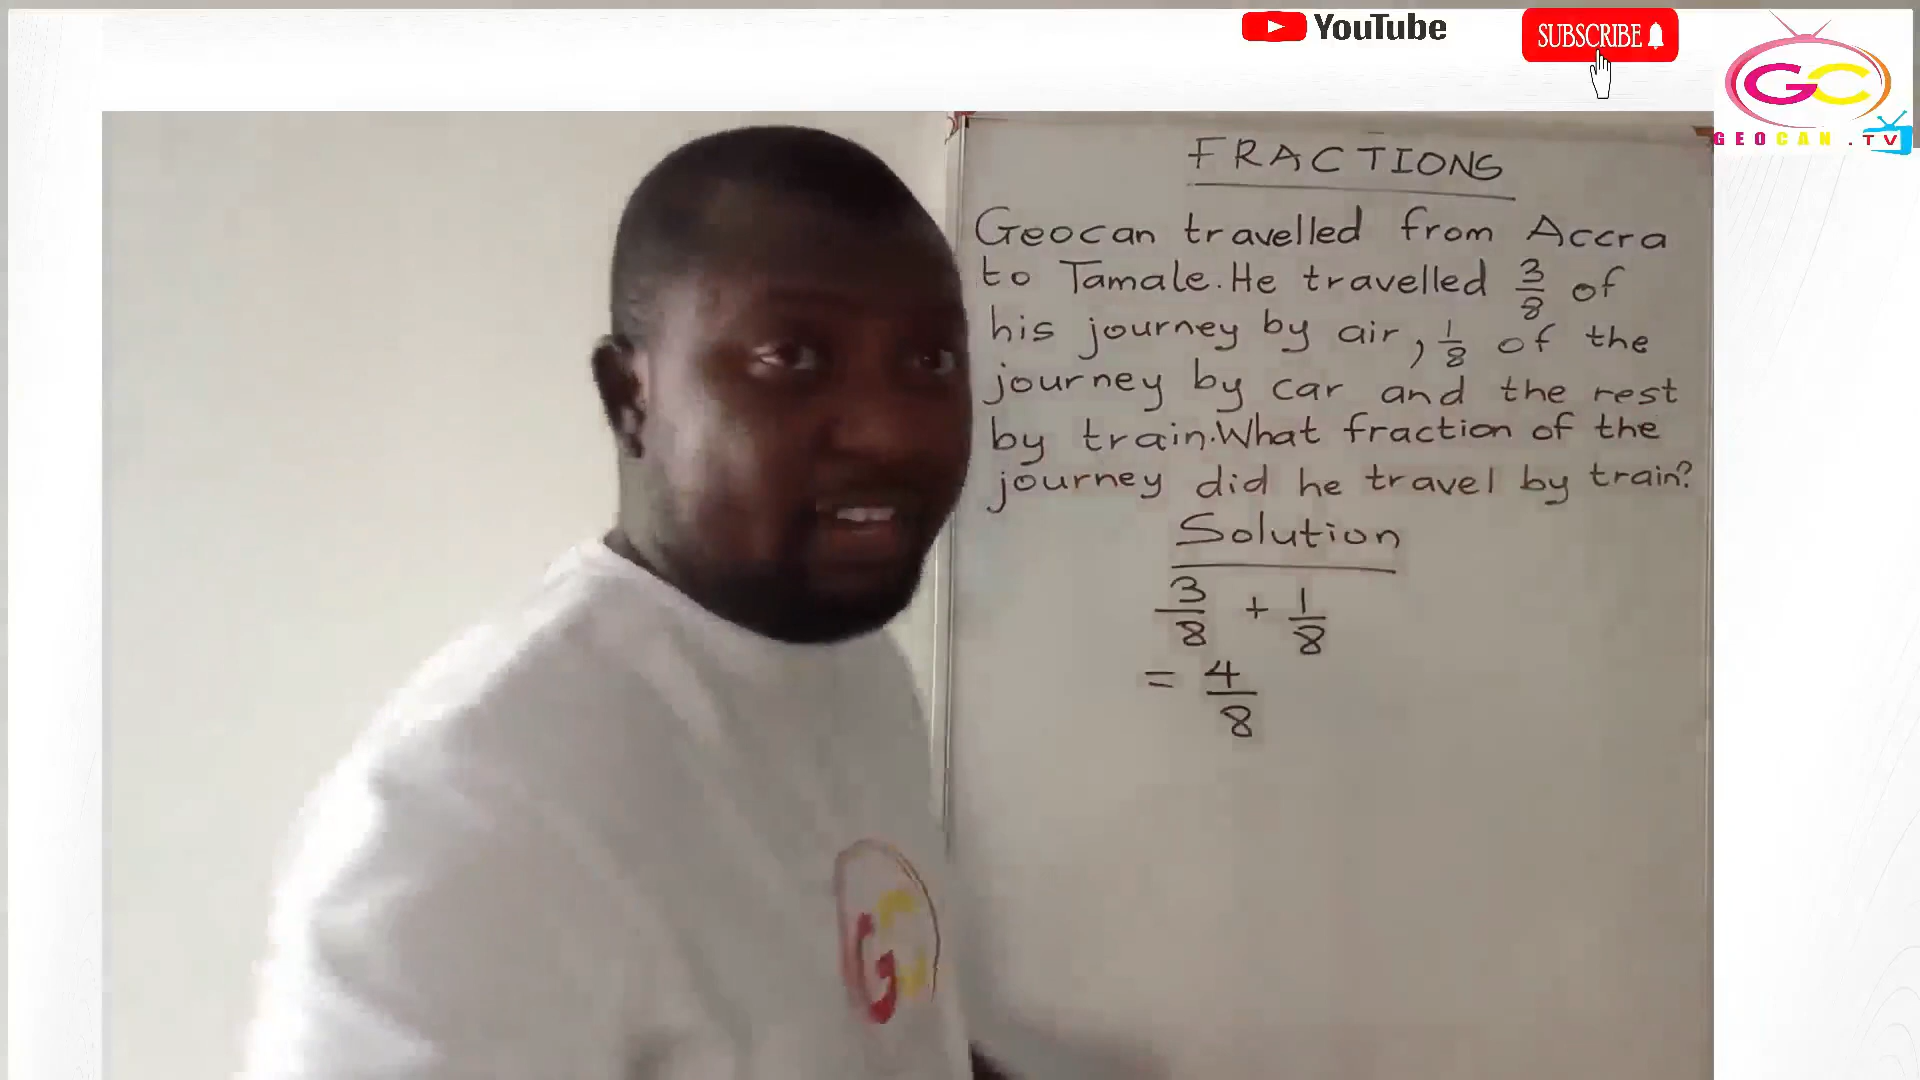 YouTube
SUBSCRIBE
GC
GEOCAN.TV
FRACTIONS
Geocan travelled from Accra
to Tamale. He travelled 3/8 of
his journey by air, 1/8 of the
journey by car and the rest
by train. What fraction of the
journey did he travel by train?
Solution
3/8 + 1/8
= 4/8
GC